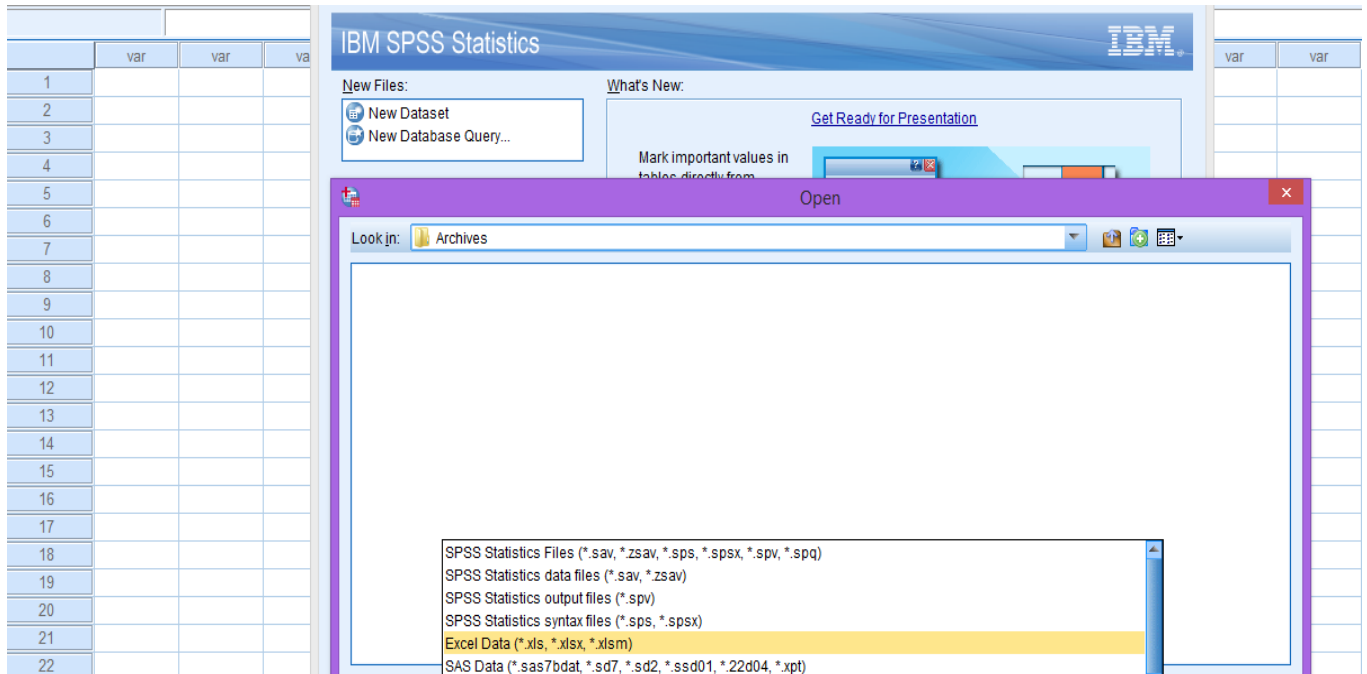 IBM SPSS Statistics
IBM
var var va var var
New Files:
What's New:
New Dataset
New Database Query...
Get Ready for Presentation
Mark important values in
tables directly from
Open
Look in: Archives
1
2
3
4
5
6
7
8
9
10
11
12
13
14
15
16
17
18
19
20
21
22
SPSS Statistics Files (*.sav, *.zsav, *.sps, *.spsx, *.spv, *.spq)
SPSS Statistics data files (*.sav, *.zsav)
SPSS Statistics output files (*.spv)
SPSS Statistics syntax files (*.sps, *.spsx)
Excel Data (*.xls, *.xlsx, *.xlsm)
SAS Data (*.sas7bdat, *.sd7, *.sd2, *.ssd01, *.22d04, *.xpt)